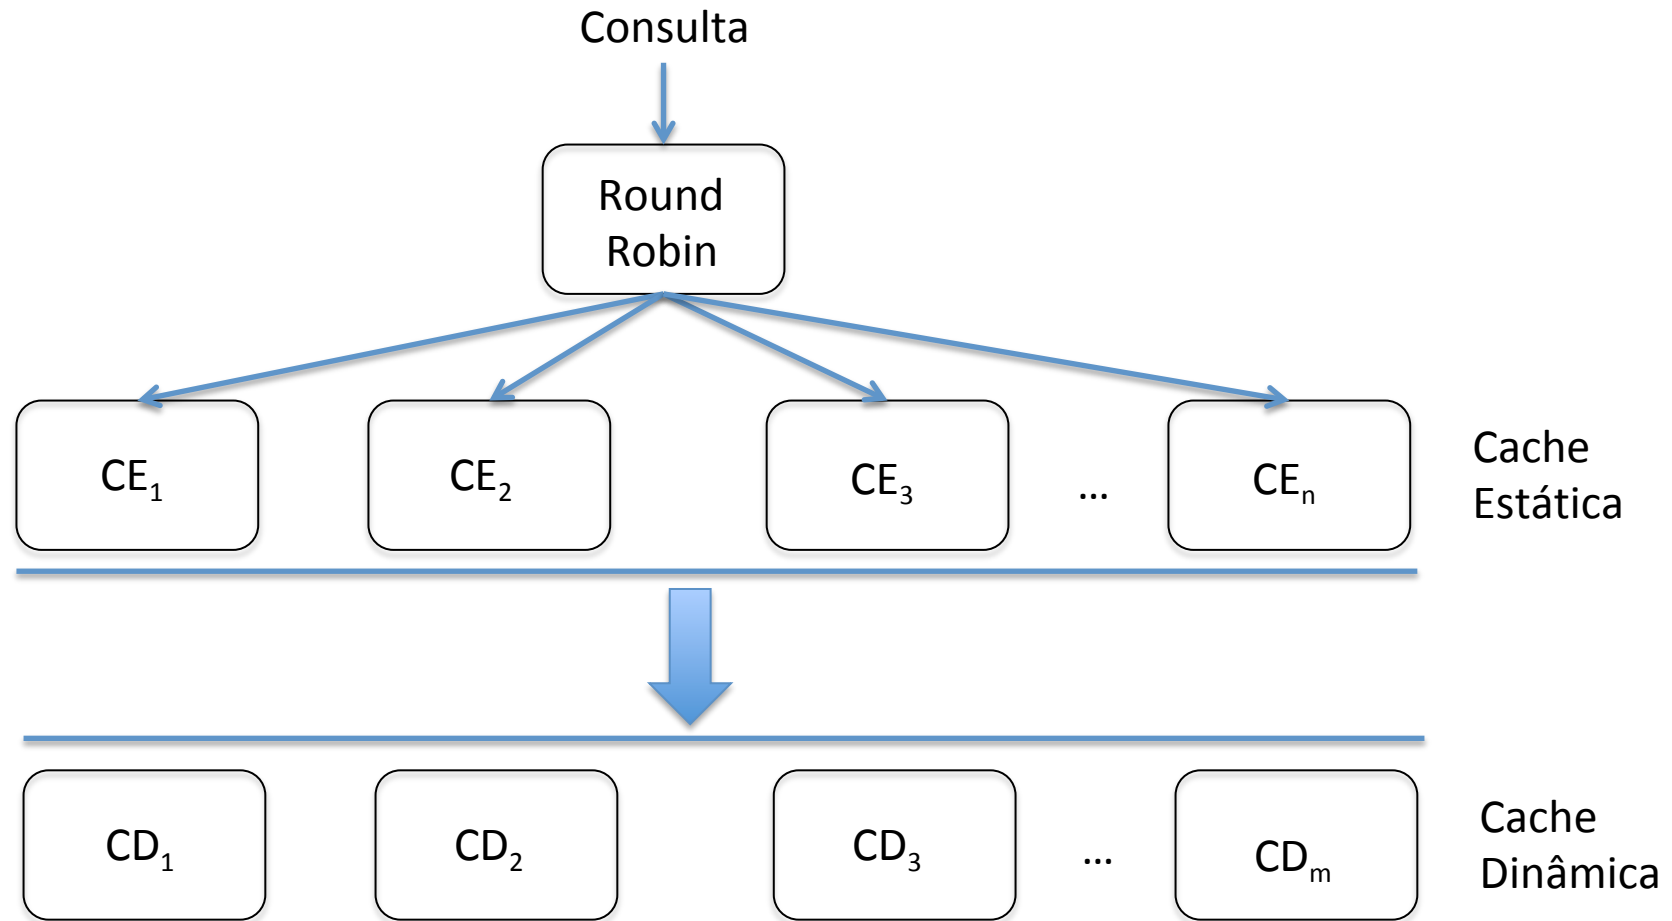 Consulta
Round
Robin
CE1
CE2
CE3
...
CEn
Cache
Estática
CD1
CD2
CD3
...
CDm
Cache
Dinâmica